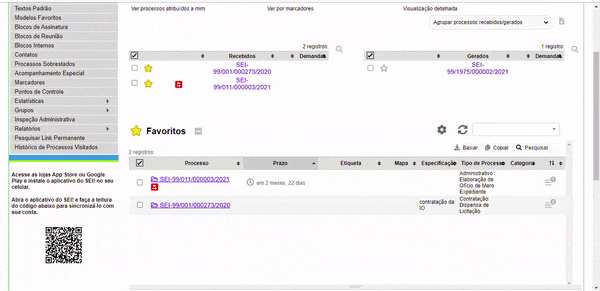 Textos Padrão
Modelos Favoritos
Blocos de Assinatura
Blocos de Reunião
Blocos Internos
Contatos
Processos Sobrestados
Acompanhamento Especial
Marcadores
Pontos de Controle
Estatísticas
Grupos
Inspeção Administrativa
Relatórios
Pesquisar Link Permanente
Histórico de Processos Visitados
Acesse as lojas App Store ou Google
Play e instale o aplicativo do SEI! no seu
celular.
Abra o aplicativo do SEI! e faça a leitura
do código abaixo para sincronizá-lo com
sua conta.
Ver processos atribuídos a mim
Ver por marcadores
Visualização detalhada
Agrupar processos recebidos/gerados
2 registros:
Recebidos Demandas
SEI-
99/001/000273/2020
SEI-
99/011/000003/2021
1 registro:
Gerados Demandas
SEI-
99/1975/000002/2021
Favoritos
Baixar Copiar Pesquisar
2 registros:
Processo Prazo Etiqueta Mapa Especificação Tipo de Processo Categoria
SEI-99/011/000003/2021 em 2 meses, 22 dias
Administrativo :
Elaboração de
Ofício de Mero
Expediente
SEI-99/001/000273/2020
contratação da
IO
Contratação:
Dispensa de
Licitação